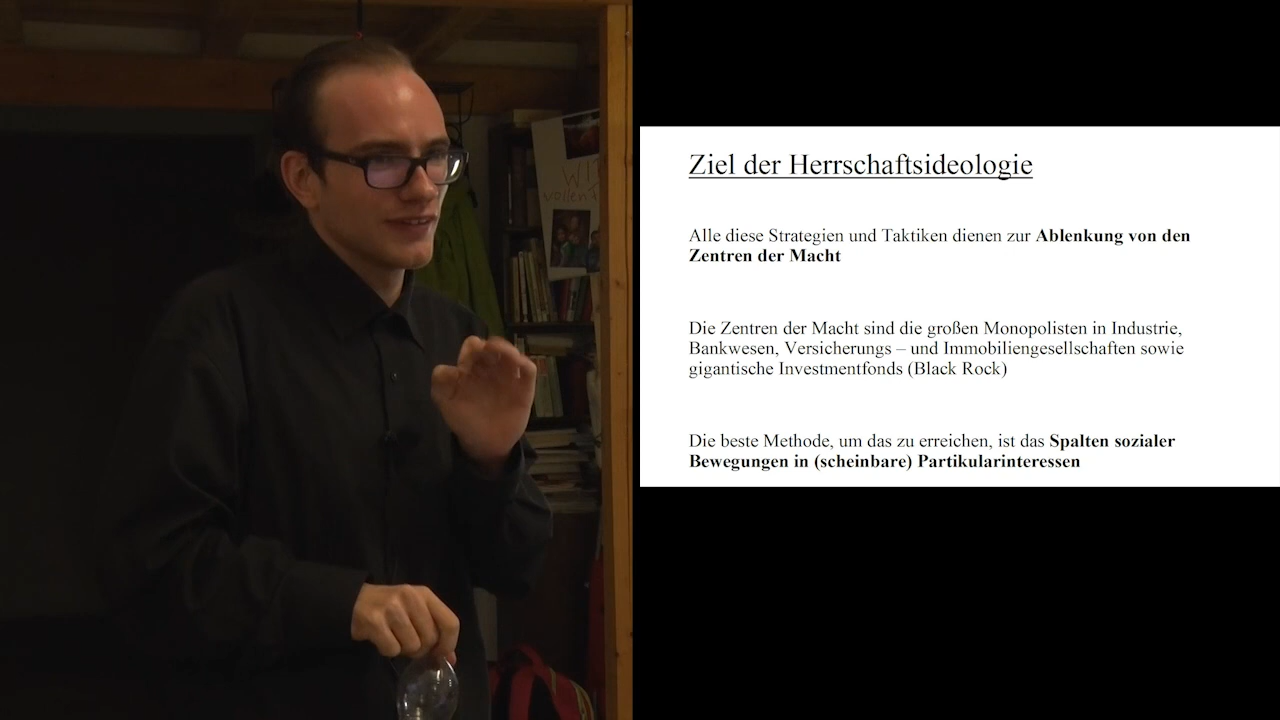 WIR
Ziel der Herrschaftsideologie
Alle diese Strategien und Taktiken dienen zur Ablenkung von den
Zentren der Macht
Die Zentren der Macht sind die großen Monopolisten in Industrie,
Bankwesen, Versicherungs – und Immobiliengesellschaften sowie
gigantische Investmentfonds (Black Rock)
Die beste Methode, um das zu erreichen, ist das Spalten sozialer
Bewegungen in (scheinbare) Partikularinteressen